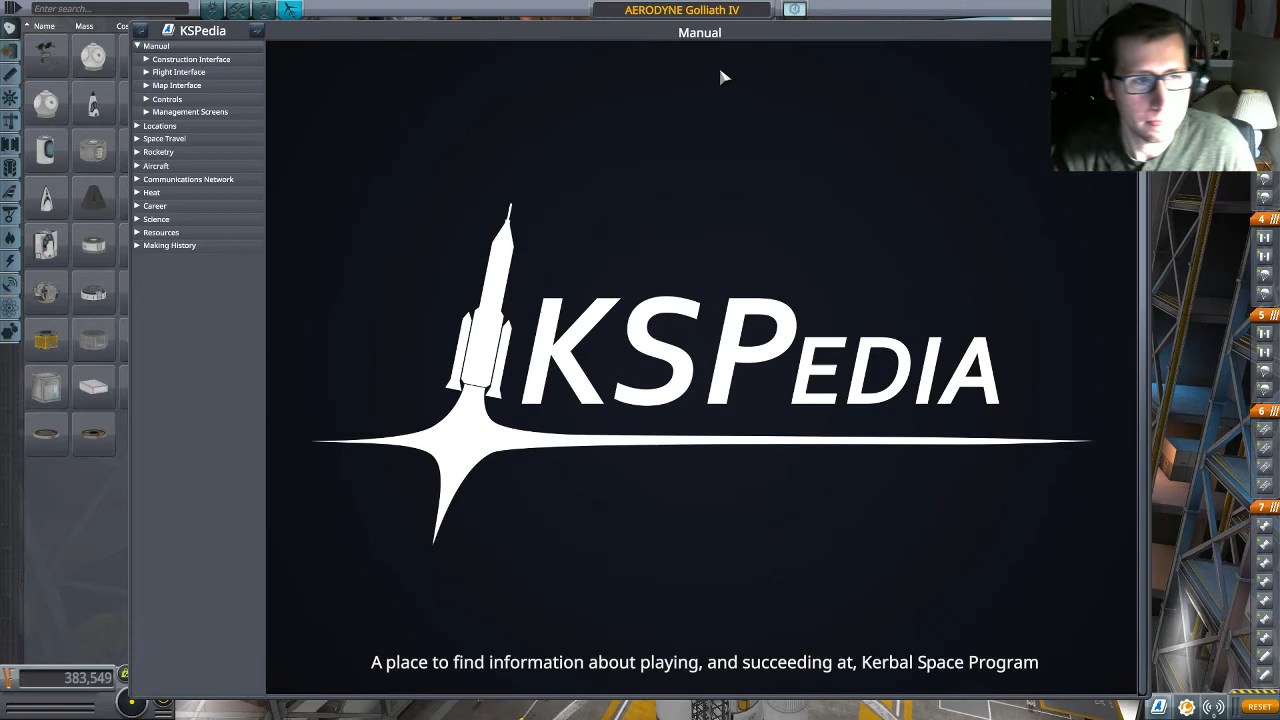 Enter search...
AERODYNE Golliath IV
Name
Mass
Cos
KSPedia
Manual
Manual
Construction Interface
Flight Interface
Map Interface
Controls
Management Screens
Locations
Space Travel
Rocketry
Aircraft
Communications Network
Heat
Career
Science
Resources
Making History
KSPEDIA
A place to find information about playing, and succeeding at, Kerbal Space Program
4
5
6
7
383,549
RESET